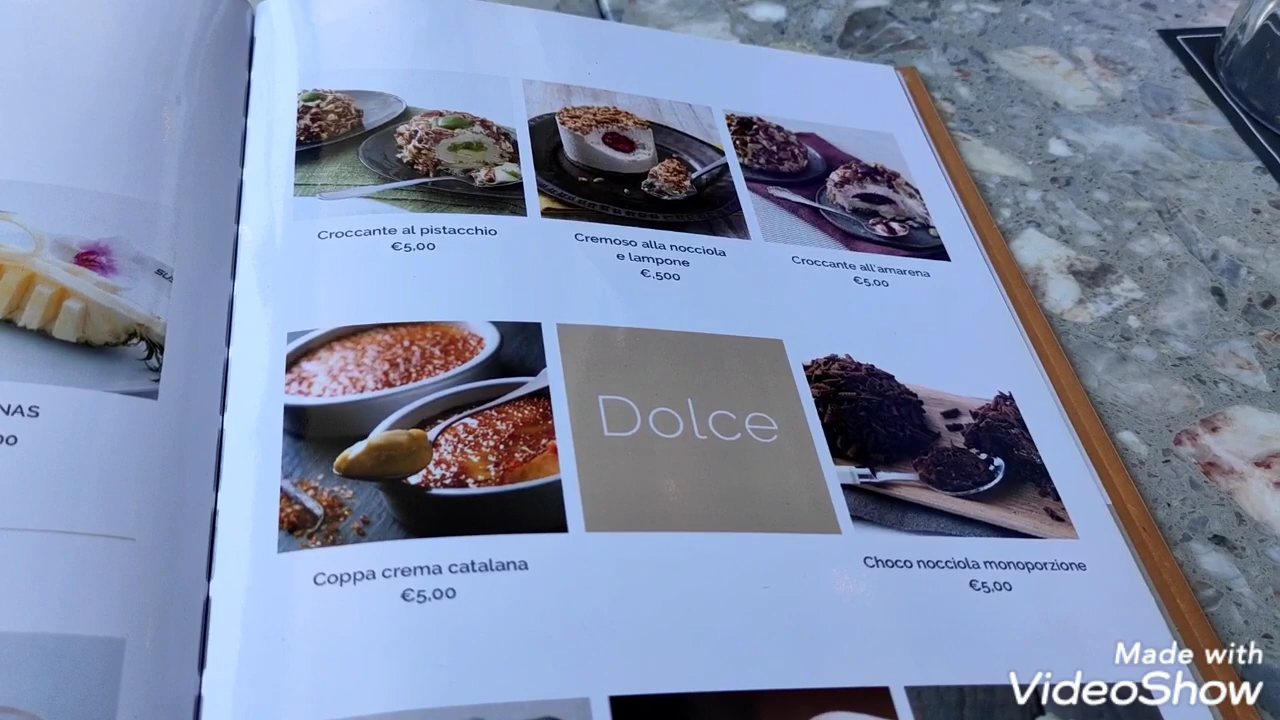 Croccante al pistacchio
€5,00
Cremoso alla nocciola
e lampone
€,500
Croccante all'amarena
€5,00
NAS
Dolce
Coppa crema catalana
€5,00
Choco nocciola monoporzione
€5,00
Made with
VideoShow